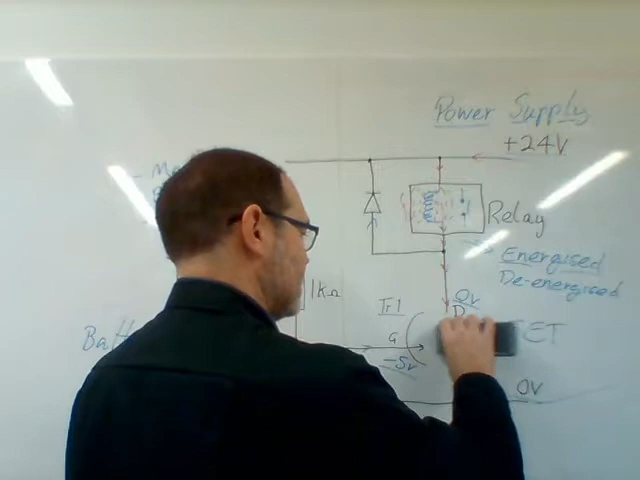 Power Supply
+24V
Relay
Energised
De-energised
1kΩ
Tr1
0v
D
G
FET
-5v
0V